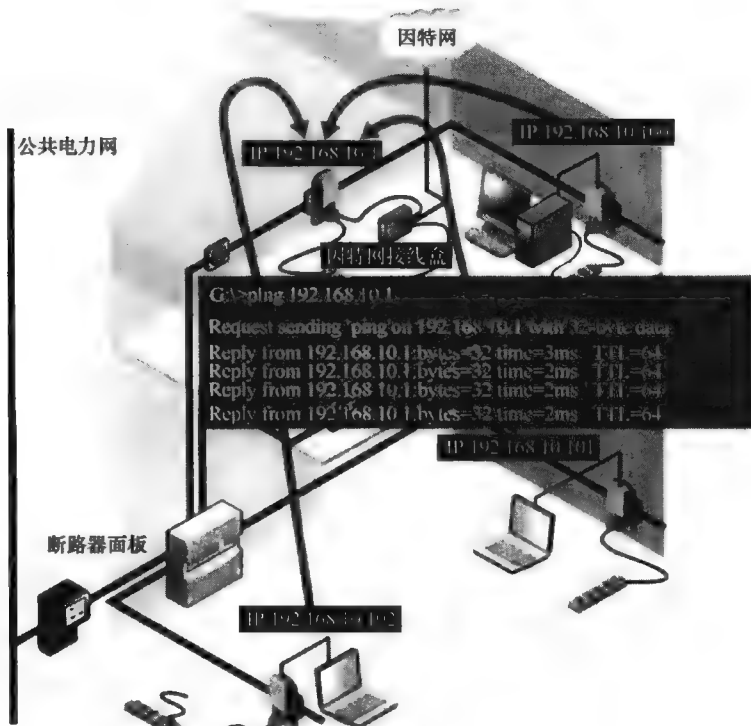 因特网
公共电力网
IP 192.168.10.100
IP 192.168.10.1
因特网接线盒
G:\>ping 192.168.10.1
Request sending 'ping'on 192.168.10.1 with 32-byte data
Reply from 192.168.10.1:bytes=32 time=3ms TTL=64
Reply from 192.168.10.1:bytes=32 time=2ms TTL=64
Reply from 192.168.10.1:bytes=32 time=2ms TTL=64
Reply from 192.168.10.1:bytes=32 time=2ms TTL=64
IP 192.168.10.101
断路器面板
IP 192.168.10.102